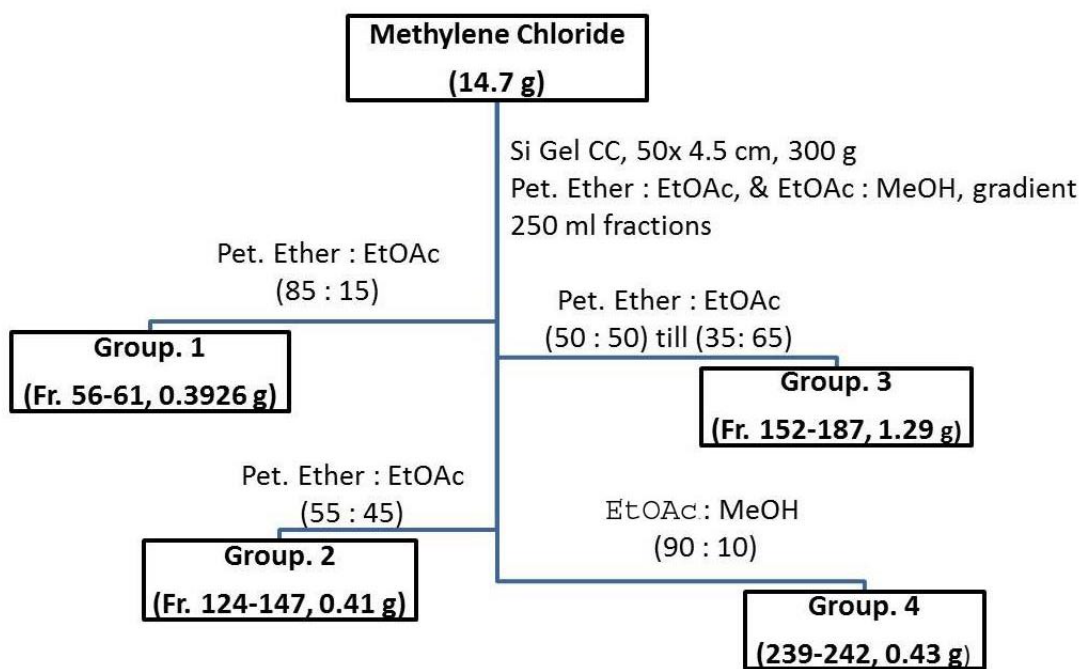 Methylene Chloride
(14.7 g)
Si Gel CC, 50x 4.5 cm, 300 g
Pet. Ether : EtOAc, & EtOAc : MeOH, gradient
250 ml fractions
Pet. Ether : EtOAc
(85 : 15)
Group. 1
(Fr. 56-61, 0.3926 g)
Pet. Ether : EtOAc
(50 : 50) till (35: 65)
Group. 3
(Fr. 152-187, 1.29 g)
Pet. Ether : EtOAc
(55 : 45)
Group. 2
(Fr. 124-147, 0.41 g)
EtOAc : MeOH
(90 : 10)
Group. 4
(239-242, 0.43 g)